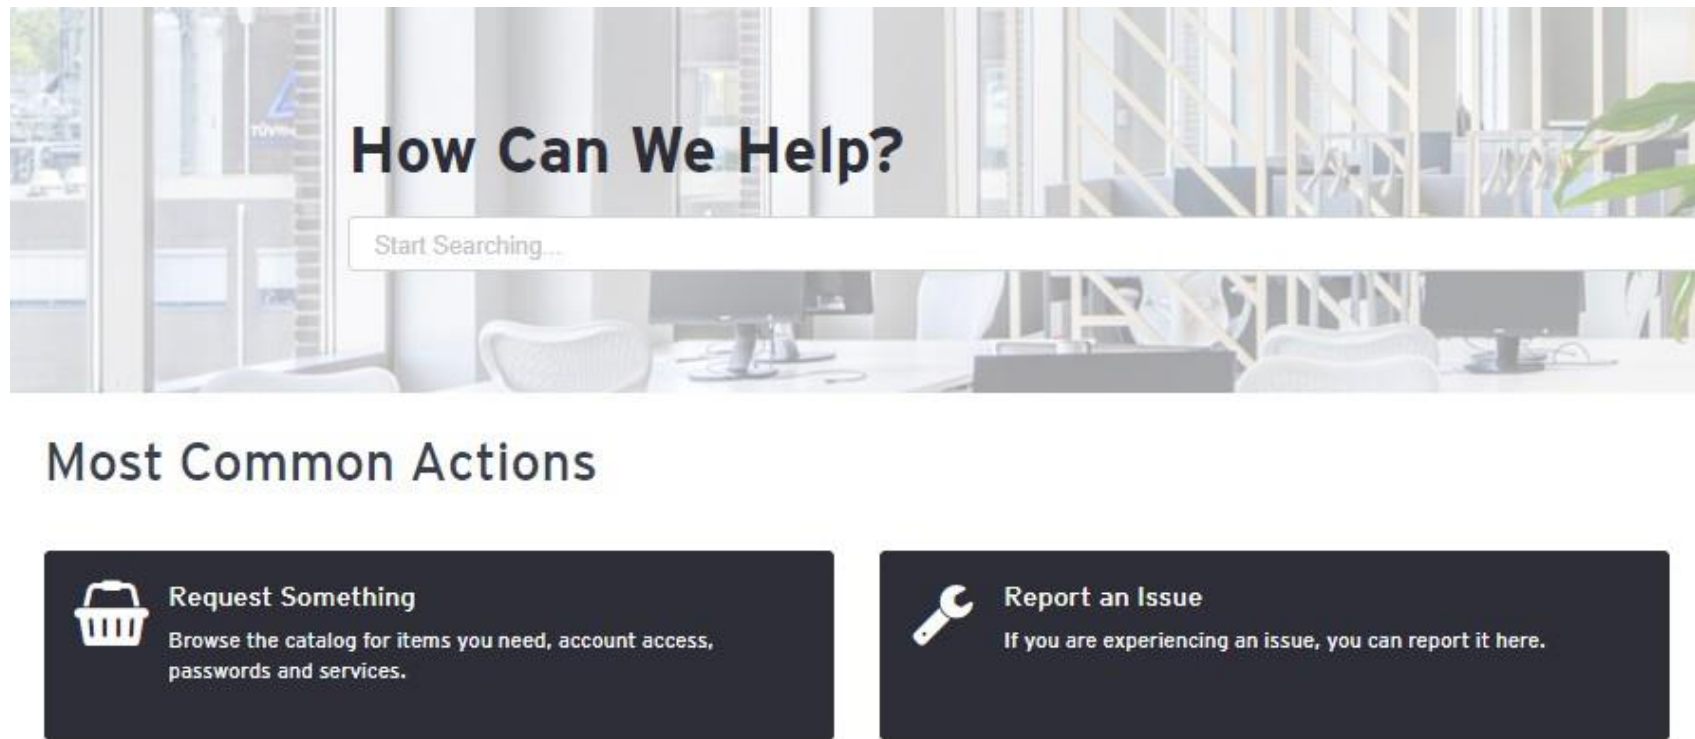 How Can We Help?
Start Searching...
Most Common Actions
Request Something
Browse the catalog for items you need, account access,
passwords and services.
Report an Issue
If you are experiencing an issue, you can report it here.